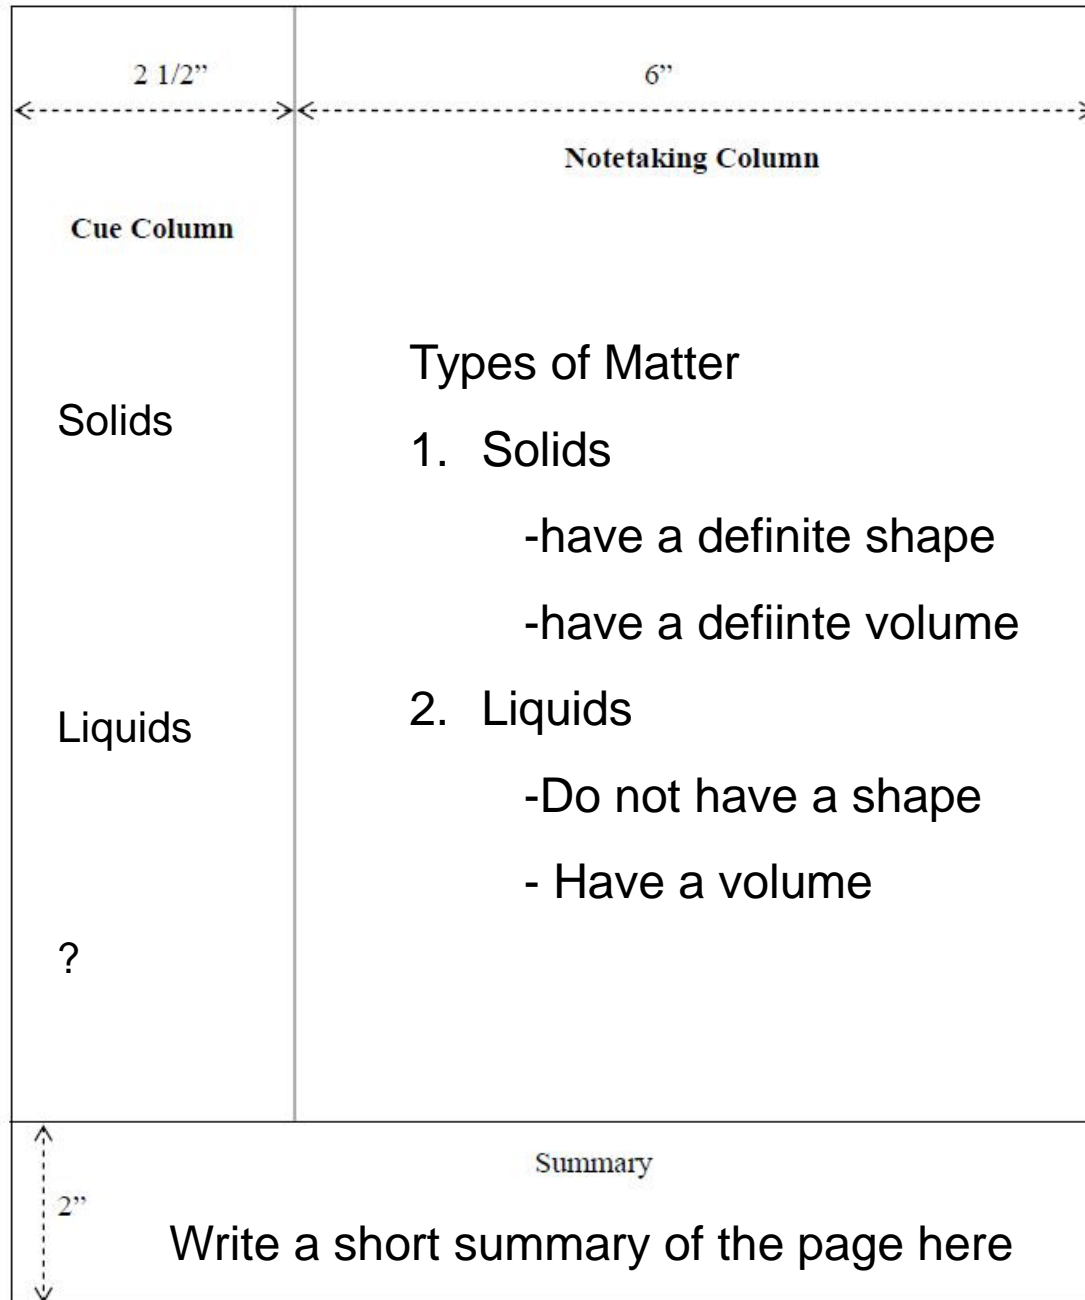 2 1/2”
6”
Notetaking Column
Cue Column
Types of Matter
Solids
1. Solids
-have a definite shape
-have a defiinte volume
Liquids
2. Liquids
-Do not have a shape
- Have a volume
?
Summary
2”
Write a short summary of the page here